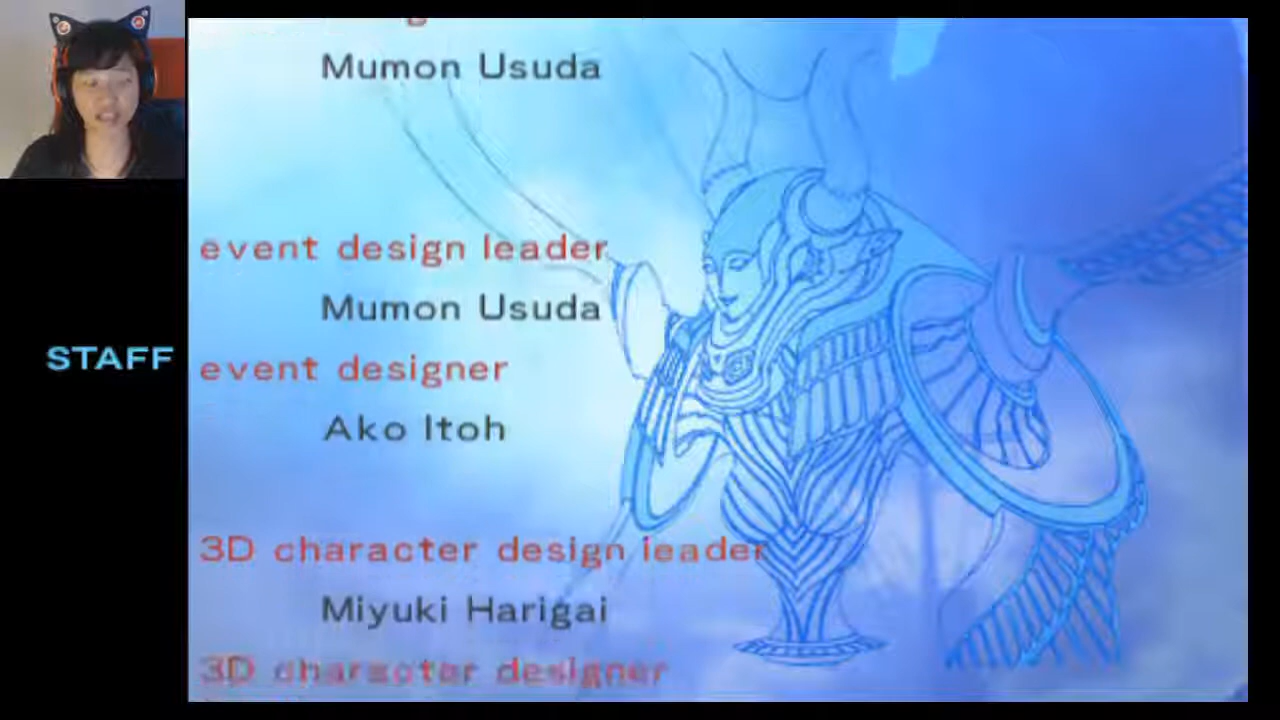 Mumon Usuda
event design leader
Mumon Usuda
STAFF
event designer
Ako Itoh
3D character design leader
Miyuki Harigai
3D character designer